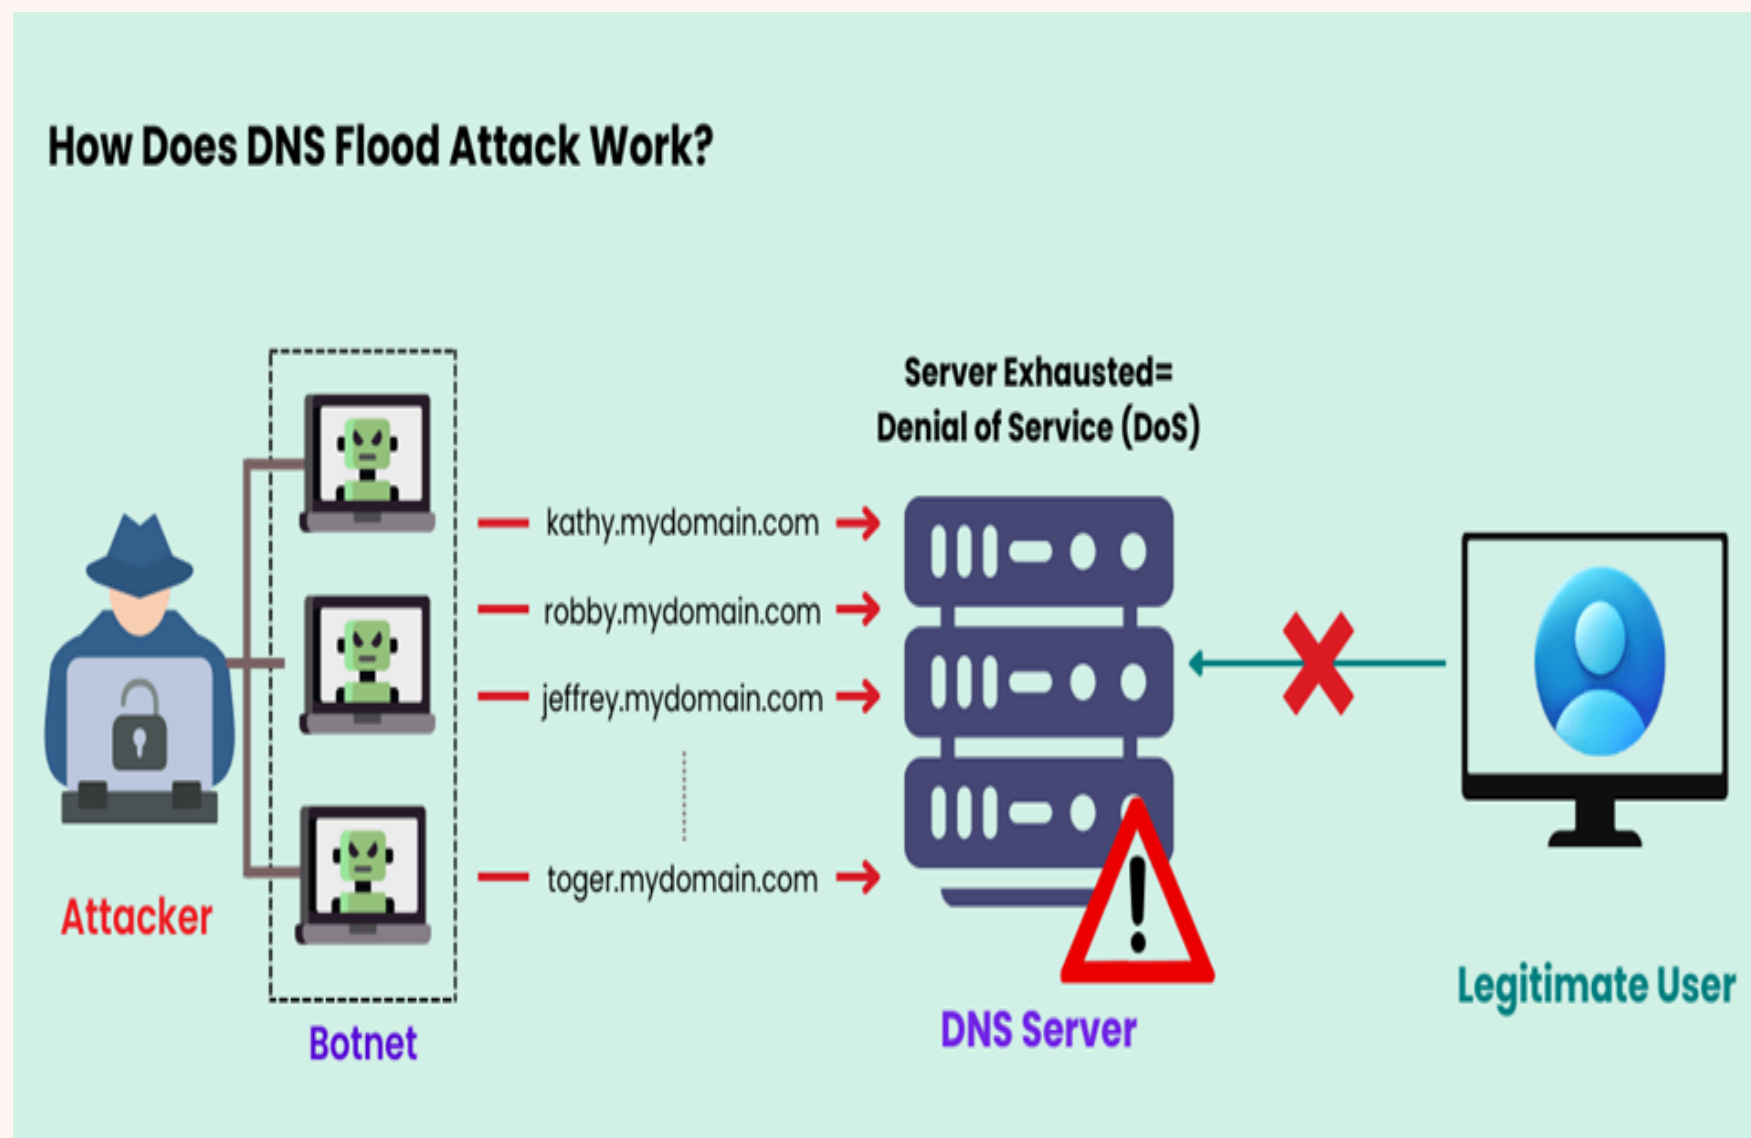 How Does DNS Flood Attack Work?
Server Exhausted=
Denial of Service (DoS)
kathy.mydomain.com
robby.mydomain.com
jeffrey.mydomain.com
toger.mydomain.com
Attacker
Botnet
DNS Server
Legitimate User